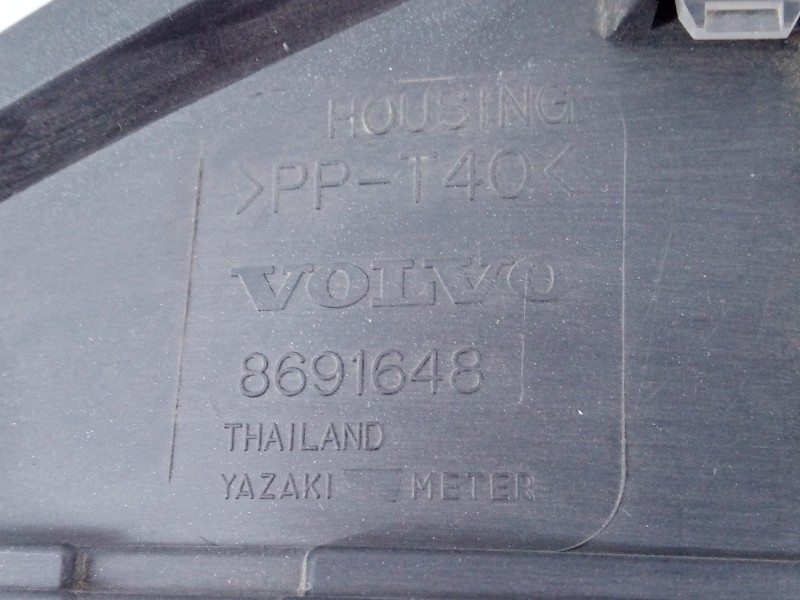 HOUSING
>PP-T40<
VOLVO
8691648
THAILAND
YAZAKI METER